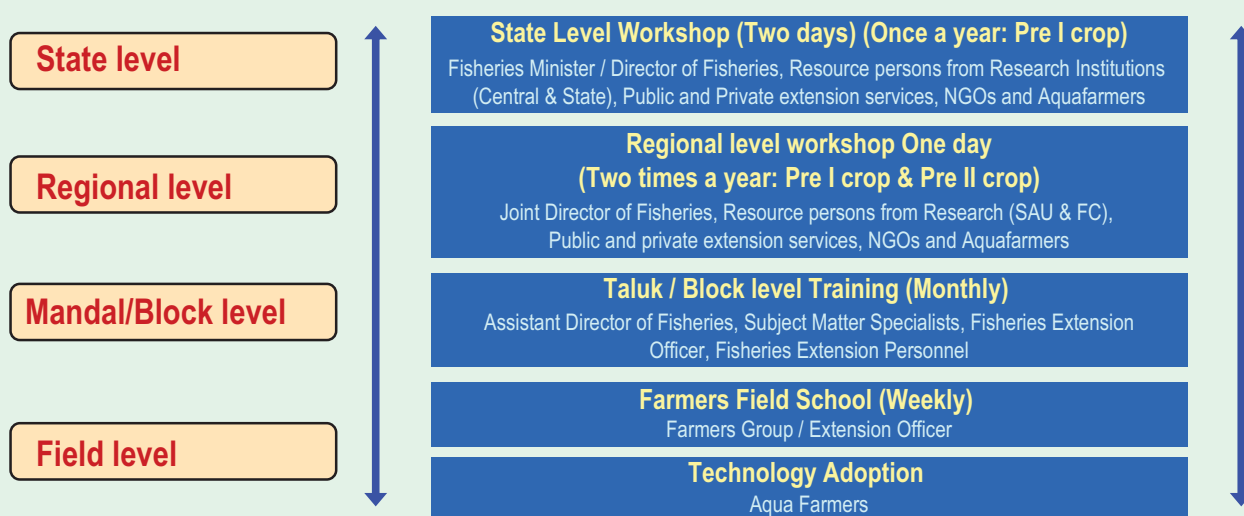 State level
State Level Workshop (Two days) (Once a year: Pre I crop)
Fisheries Minister / Director of Fisheries, Resource persons from Research Institutions
(Central & State), Public and Private extension services, NGOs and Aquafarmers
Regional level
Regional level workshop One day
(Two times a year: Pre I crop & Pre II crop)
Joint Director of Fisheries, Resource persons from Research (SAU & FC),
Public and private extension services, NGOs and Aquafarmers
Mandal/Block level
Taluk / Block level Training (Monthly)
Assistant Director of Fisheries, Subject Matter Specialists, Fisheries Extension
Officer, Fisheries Extension Personnel
Field level
Farmers Field School (Weekly)
Farmers Group / Extension Officer
Technology Adoption
Aqua Farmers